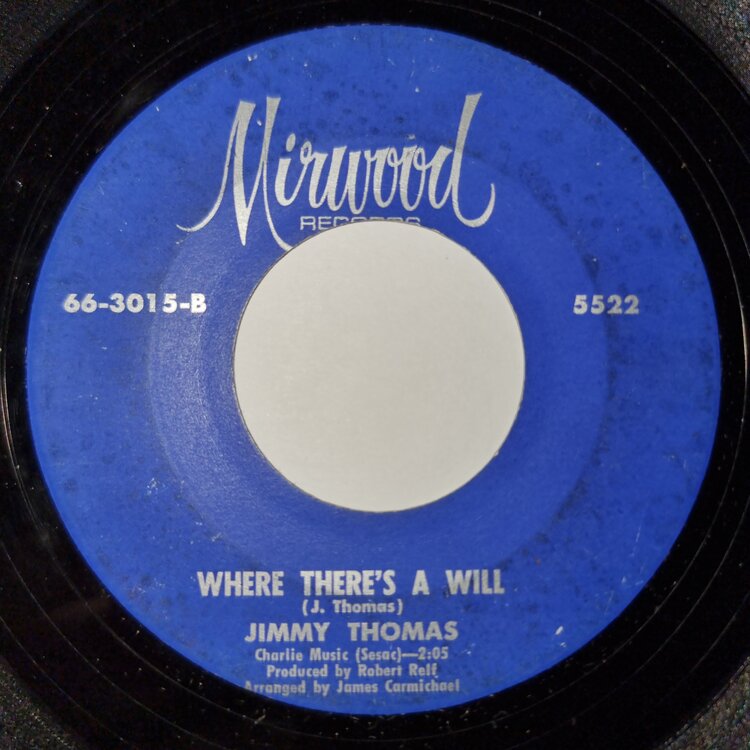 Mirwood
RECORDS
66-3015-B
5522
WHERE THERE'S A WILL
(J. Thomas)
JIMMY THOMAS
Charlie Music (Sesac)—2:05
Produced by Robert Relf
Arranged by James Carmichael